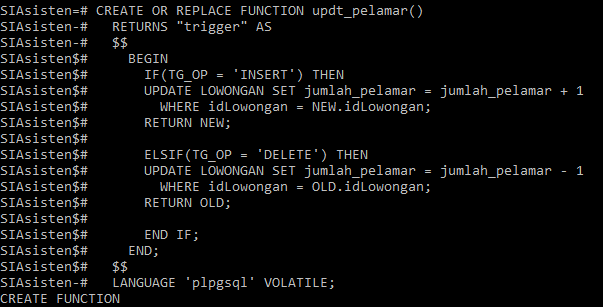 SIAsisten=# CREATE OR REPLACE FUNCTION updt_pelamar()
SIAsisten-#   RETURNS "trigger" AS
SIAsisten-#   $$
SIAsisten$#     BEGIN
SIAsisten$#       IF(TG_OP = 'INSERT') THEN
SIAsisten$#       UPDATE LOWONGAN SET jumlah_pelamar = jumlah_pelamar + 1
SIAsisten$#         WHERE idLowongan = NEW.idLowongan;
SIAsisten$#       RETURN NEW;
SIAsisten$#
SIAsisten$#       ELSIF(TG_OP = 'DELETE') THEN
SIAsisten$#       UPDATE LOWONGAN SET jumlah_pelamar = jumlah_pelamar - 1
SIAsisten$#         WHERE idLowongan = OLD.idLowongan;
SIAsisten$#       RETURN OLD;
SIAsisten$#
SIAsisten$#       END IF;
SIAsisten$#     END;
SIAsisten$#   $$
SIAsisten-#   LANGUAGE 'plpgsql' VOLATILE;
CREATE FUNCTION